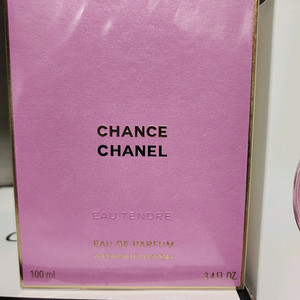 CHANCE
CHANEL
EAU TENDRE
EAU DE PARFUM
100 ml 3.4 FL OZ